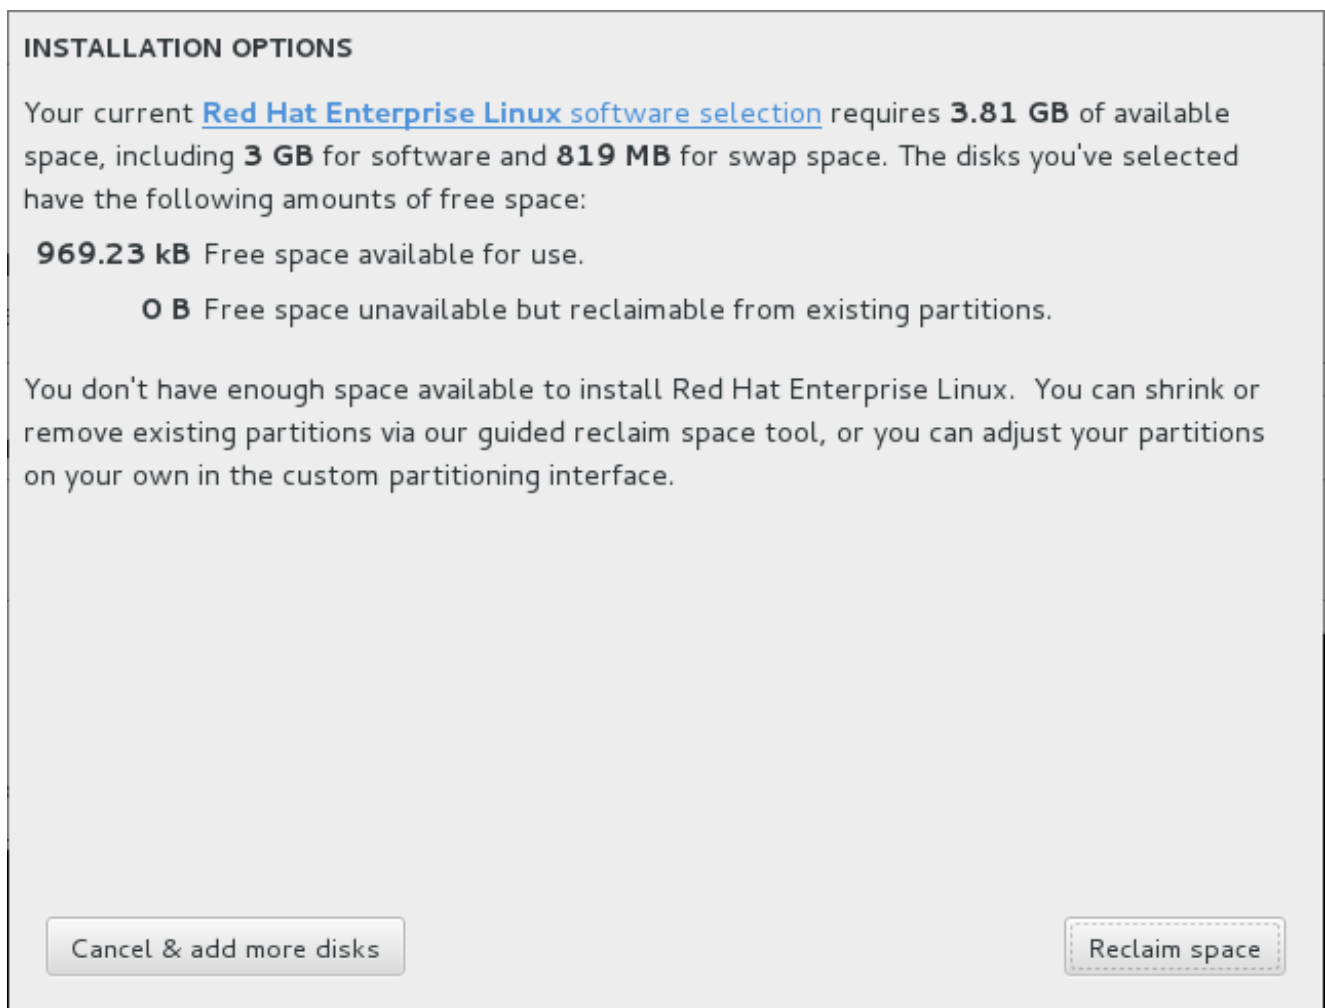 INSTALLATION OPTIONS
Your current Red Hat Enterprise Linux software selection requires 3.81 GB of available
space, including 3 GB for software and 819 MB for swap space. The disks you've selected
have the following amounts of free space:
969.23 kB Free space available for use.
0 B Free space unavailable but reclaimable from existing partitions.
You don't have enough space available to install Red Hat Enterprise Linux.  You can shrink or
remove existing partitions via our guided reclaim space tool, or you can adjust your partitions
on your own in the custom partitioning interface.
Cancel & add more disks
Reclaim space